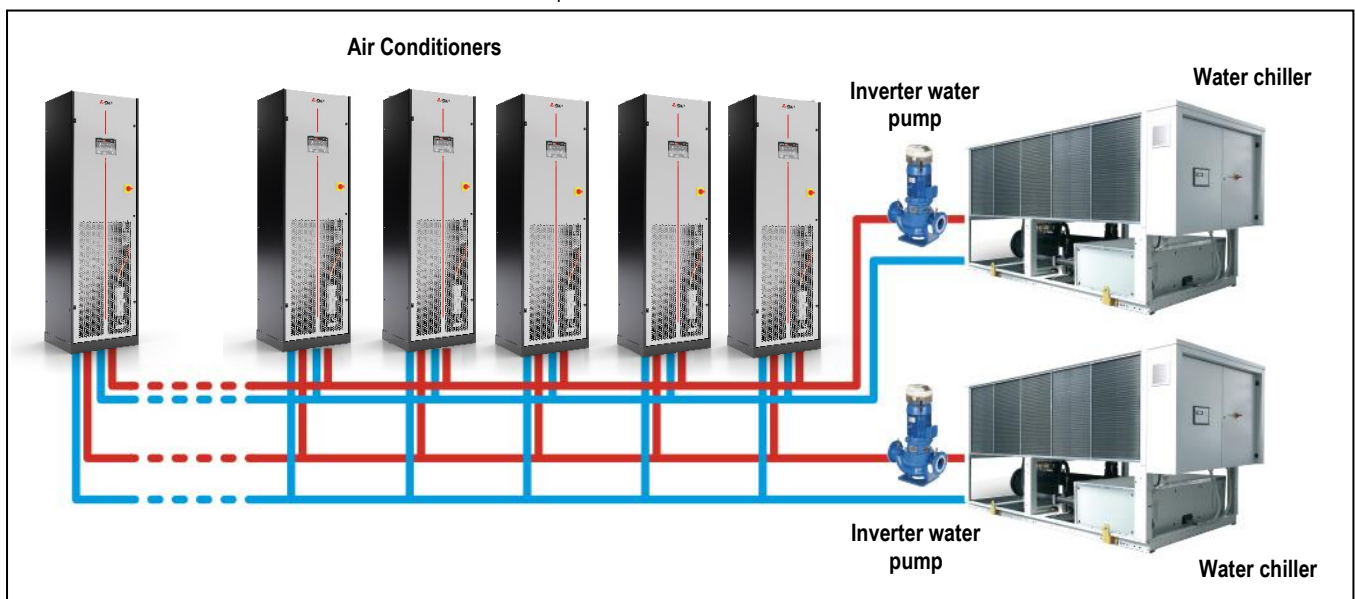 Air Conditioners
Water chiller
Inverter water
pump
Inverter water
pump
Water chiller